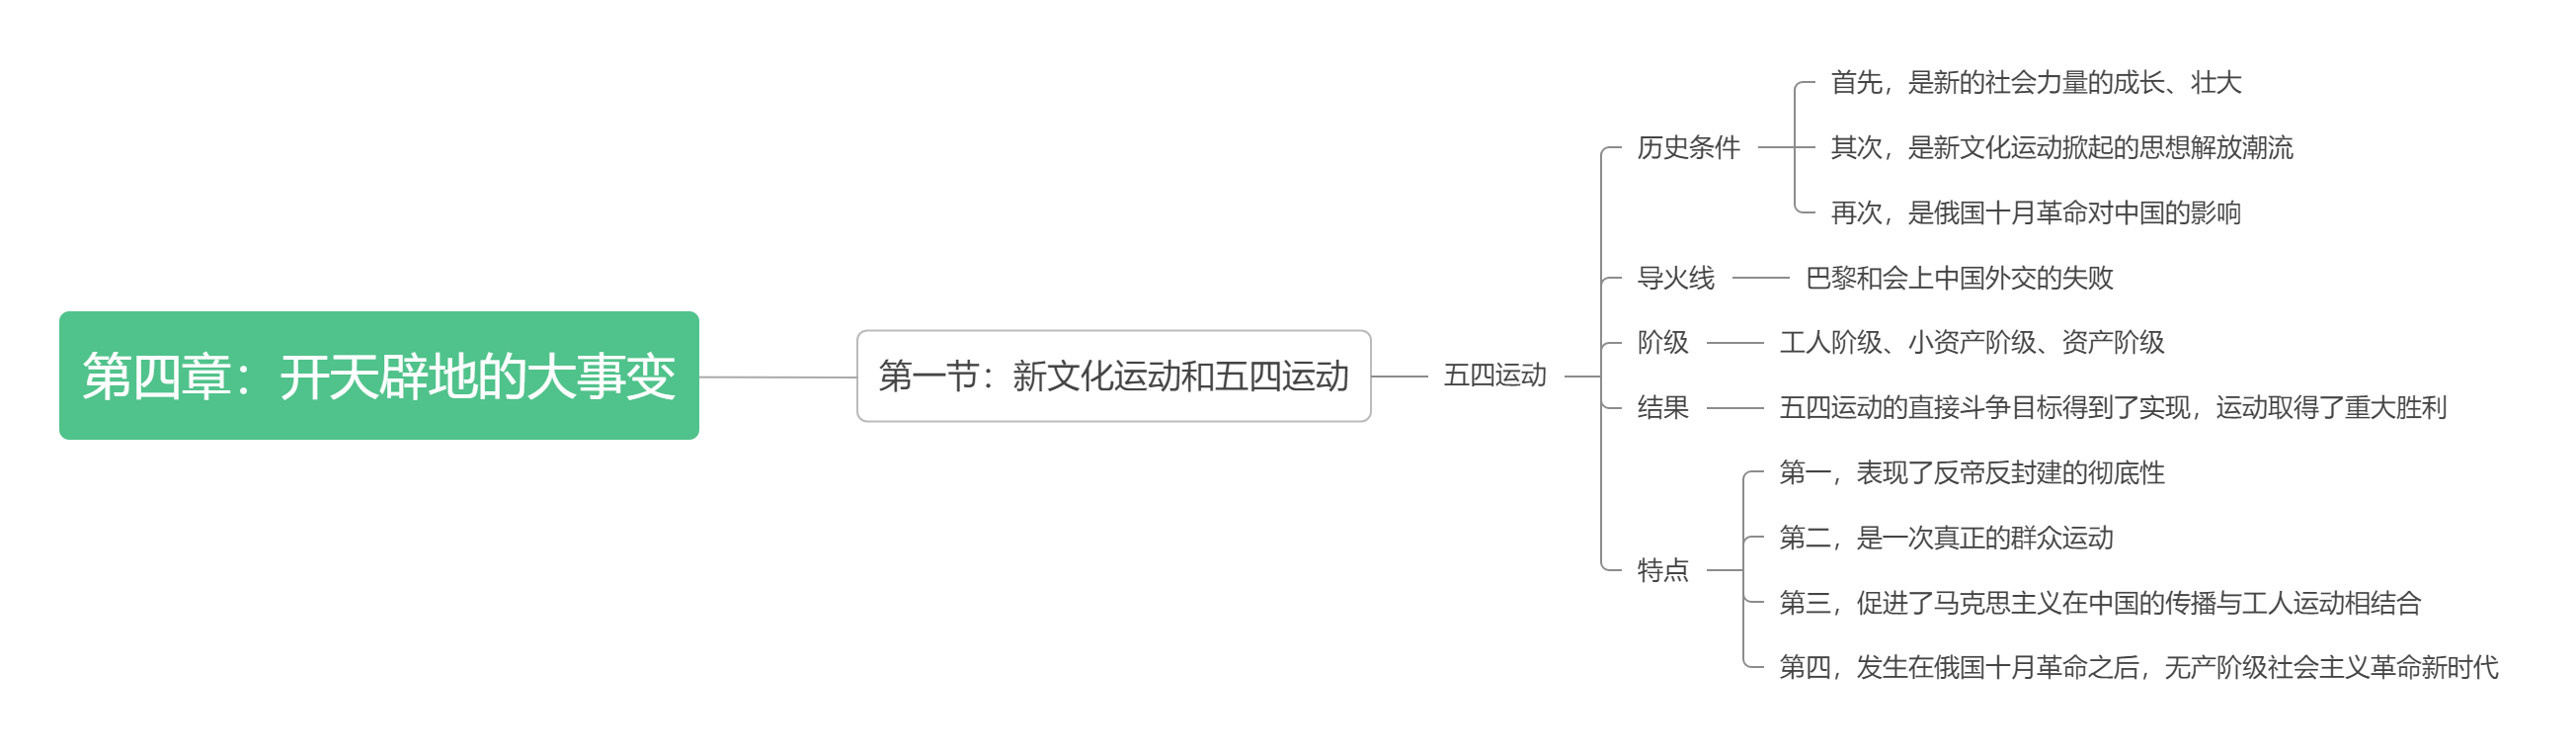 第四章：开天辟地的大事变
第一节：新文化运动和五四运动
五四运动
历史条件
首先，是新的社会力量的成长、壮大
其次，是新文化运动掀起的思想解放潮流
再次，是俄国十月革命对中国的影响
导火线
巴黎和会上中国外交的失败
阶级
工人阶级、小资产阶级、资产阶级
结果
五四运动的直接斗争目标得到了实现，运动取得了重大胜利
特点
第一，表现了反帝反封建的彻底性
第二，是一次真正的群众运动
第三，促进了马克思主义在中国的传播与工人运动相结合
第四，发生在俄国十月革命之后，无产阶级社会主义革命新时代